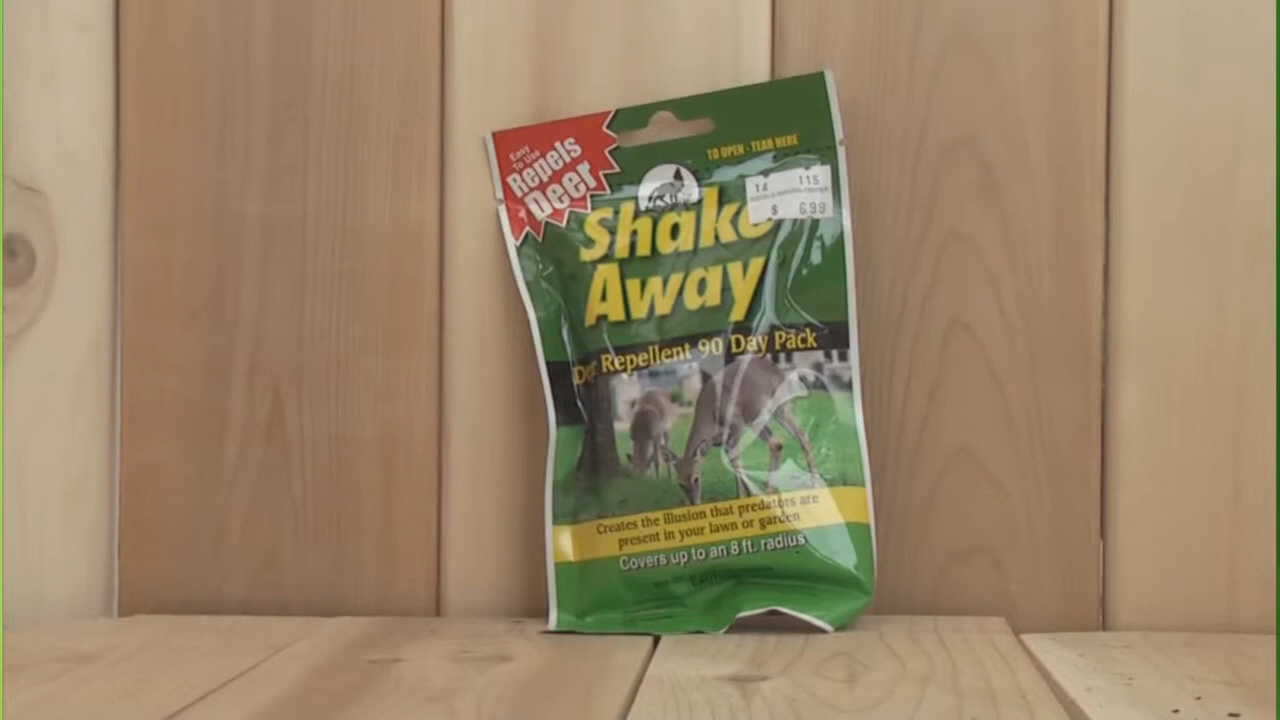 Easy
To Use
Repels
Deer
TO OPEN - TEAR HERE
14 115
$ 6.99
Shake
Away
Deer Repellent 90 Day Pack
Creates the illusion that predators are
present in your lawn or garden
Covers up to an 8 ft. radius